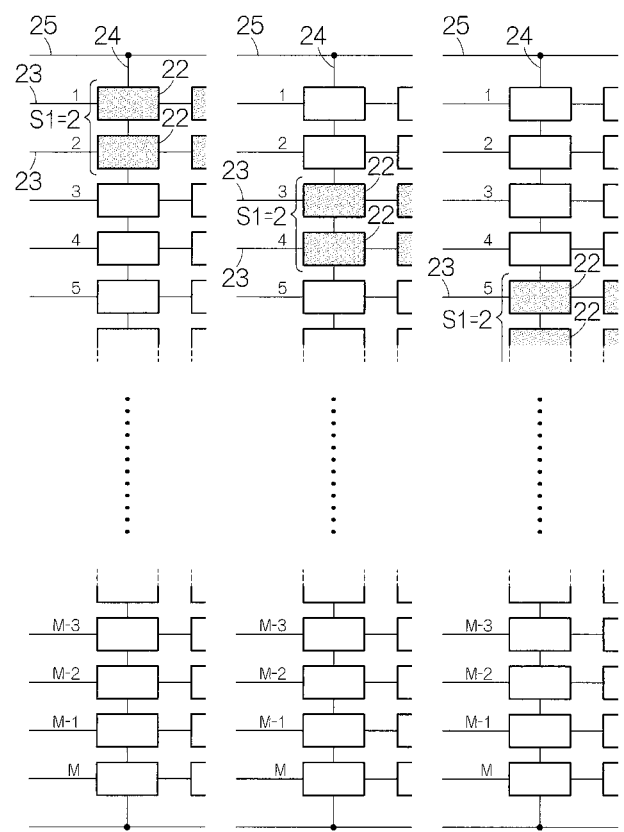 25 24 25 24 25 24
23 22
1 1 1
S1=2
22
2 2 2
23
3 23 3 22 3
S1=2
22
4 4 4
23
5 5 23 5 22
S1=2
22
M-3 M-3 M-3
M-2 M-2 M-2
M-1 M-1 M-1
M M M